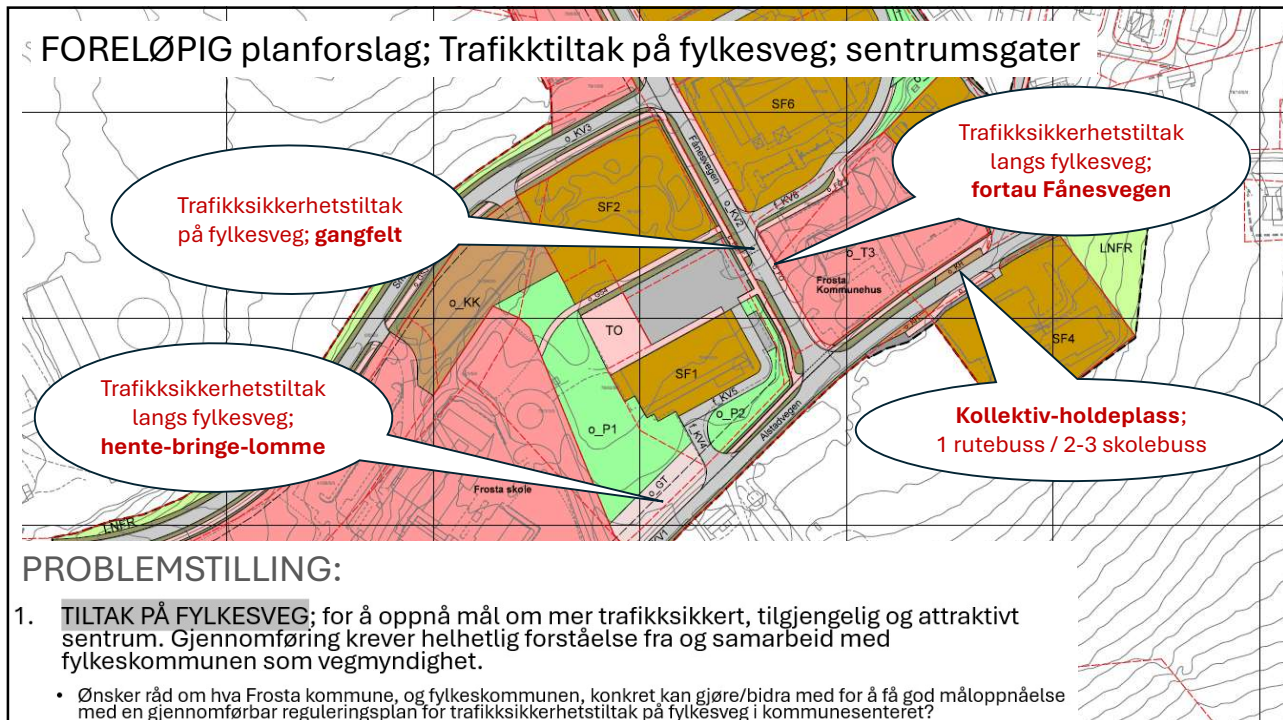 FORELØPIG planforslag; Trafikktiltak på fylkesveg; sentrumsgater
SF6
o_KV3
Fånesvegen
Trafikksikkerhetstiltak
langs fylkesveg;
fortau Fånesvegen
Trafikksikkerhetstiltak
på fylkesveg; gangfelt
SF2
o_KV2
f_KV6
o_T3
Frosta
Kommunehus
LNFR
o_KK
TO
SF4
SF1
f_KV5
Trafikksikkerhetstiltak
langs fylkesveg;
hente-bringe-lomme
o_P1
o_P2
f_KV4
Alstadvegen
Kollektiv-holdeplass;
1 rutebuss / 2-3 skolebuss
o_GT
Frosta skole
LNFR
PROBLEMSTILLING:
1. TILTAK PÅ FYLKESVEG; for å oppnå mål om mer trafikksikkert, tilgjengelig og attraktivt
sentrum. Gjennomføring krever helhetlig forståelse fra og samarbeid med
fylkeskommunen som vegmyndighet.
• Ønsker råd om hva Frosta kommune, og fylkeskommunen, konkret kan gjøre/bidra med for å få god måloppnåelse
med en gjennomførbar reguleringsplan for trafikksikkerhetstiltak på fylkesveg i kommunesenteret?